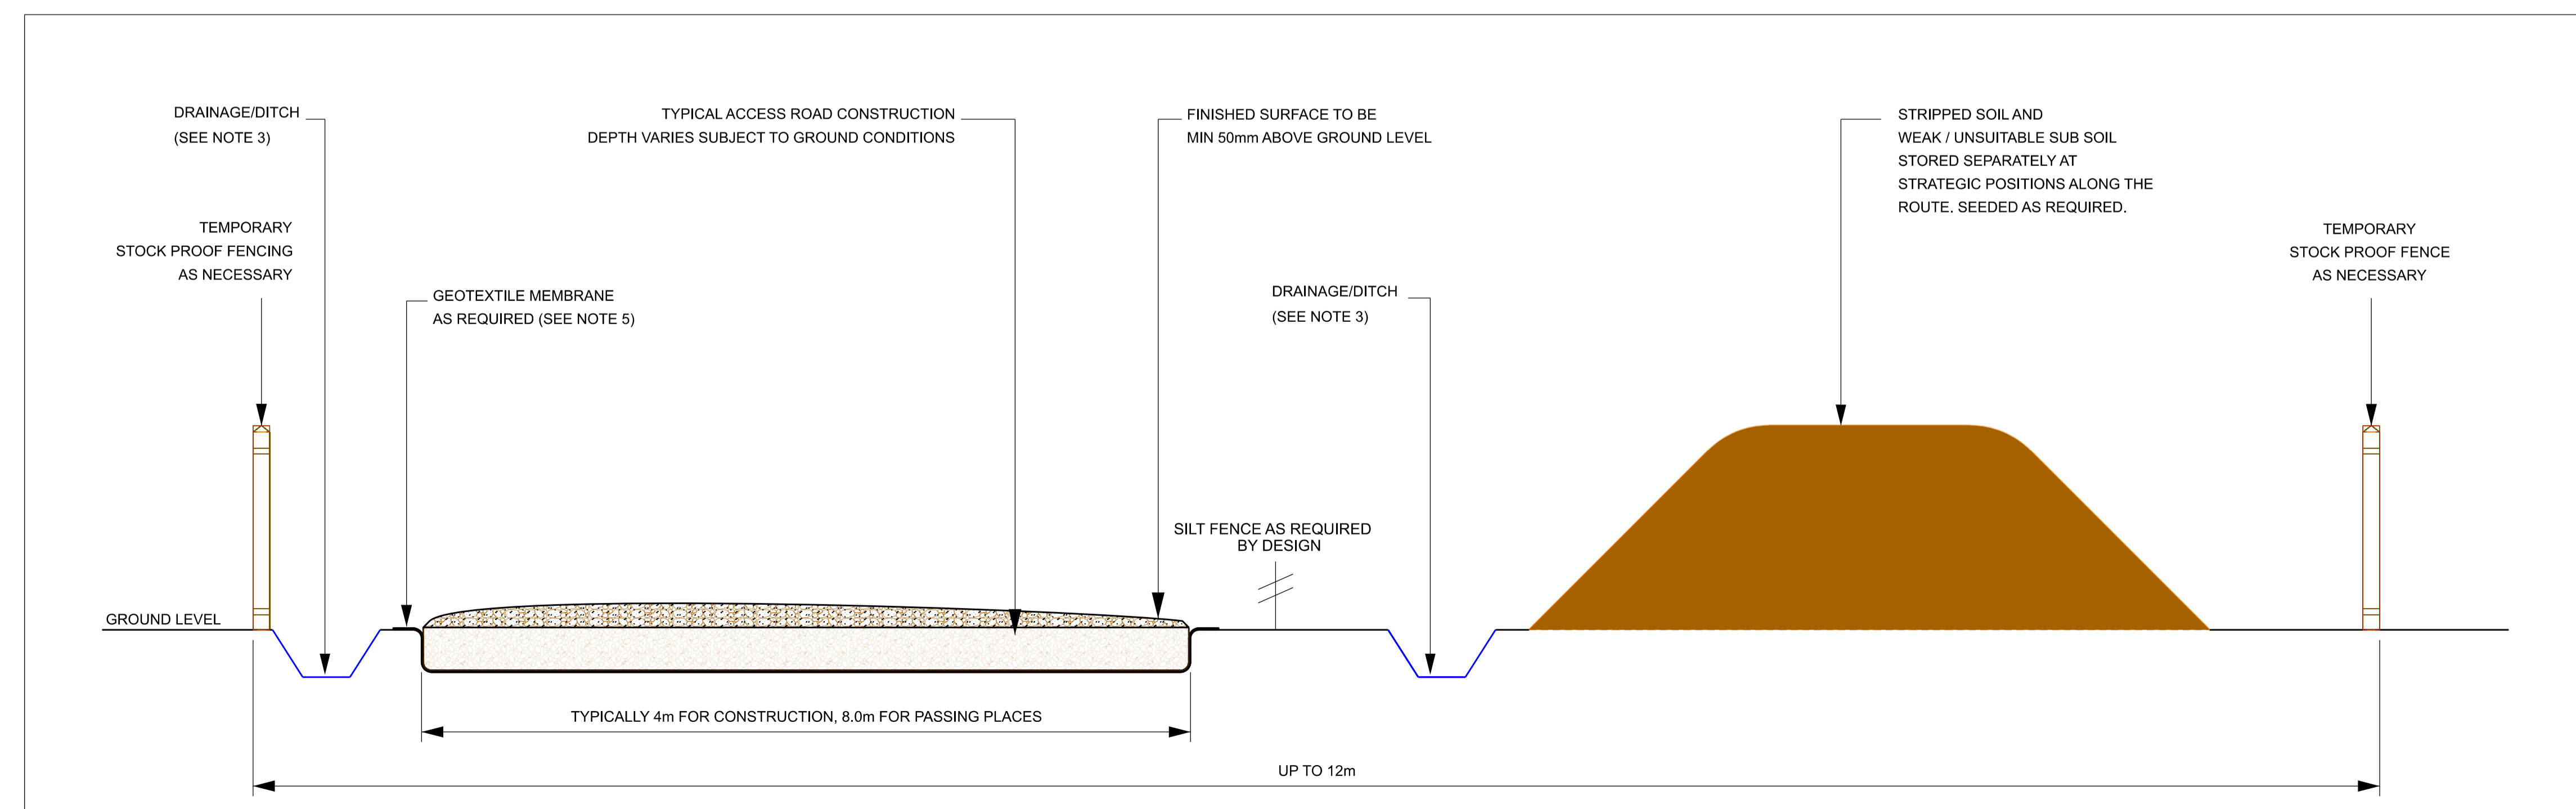 DRAINAGE/DITCH
(SEE NOTE 3)
TYPICAL ACCESS ROAD CONSTRUCTION
DEPTH VARIES SUBJECT TO GROUND CONDITIONS
FINISHED SURFACE TO BE
MIN 50mm ABOVE GROUND LEVEL
STRIPPED SOIL AND
WEAK / UNSUITABLE SUB SOIL
STORED SEPARATELY AT
STRATEGIC POSITIONS ALONG THE
ROUTE. SEEDED AS REQUIRED.
TEMPORARY
STOCK PROOF FENCING
AS NECESSARY
TEMPORARY
STOCK PROOF FENCE
AS NECESSARY
GEOTEXTILE MEMBRANE
AS REQUIRED (SEE NOTE 5)
DRAINAGE/DITCH
(SEE NOTE 3)
SILT FENCE AS REQUIRED
BY DESIGN
GROUND LEVEL
TYPICALLY 4m FOR CONSTRUCTION, 8.0m FOR PASSING PLACES
UP TO 12m